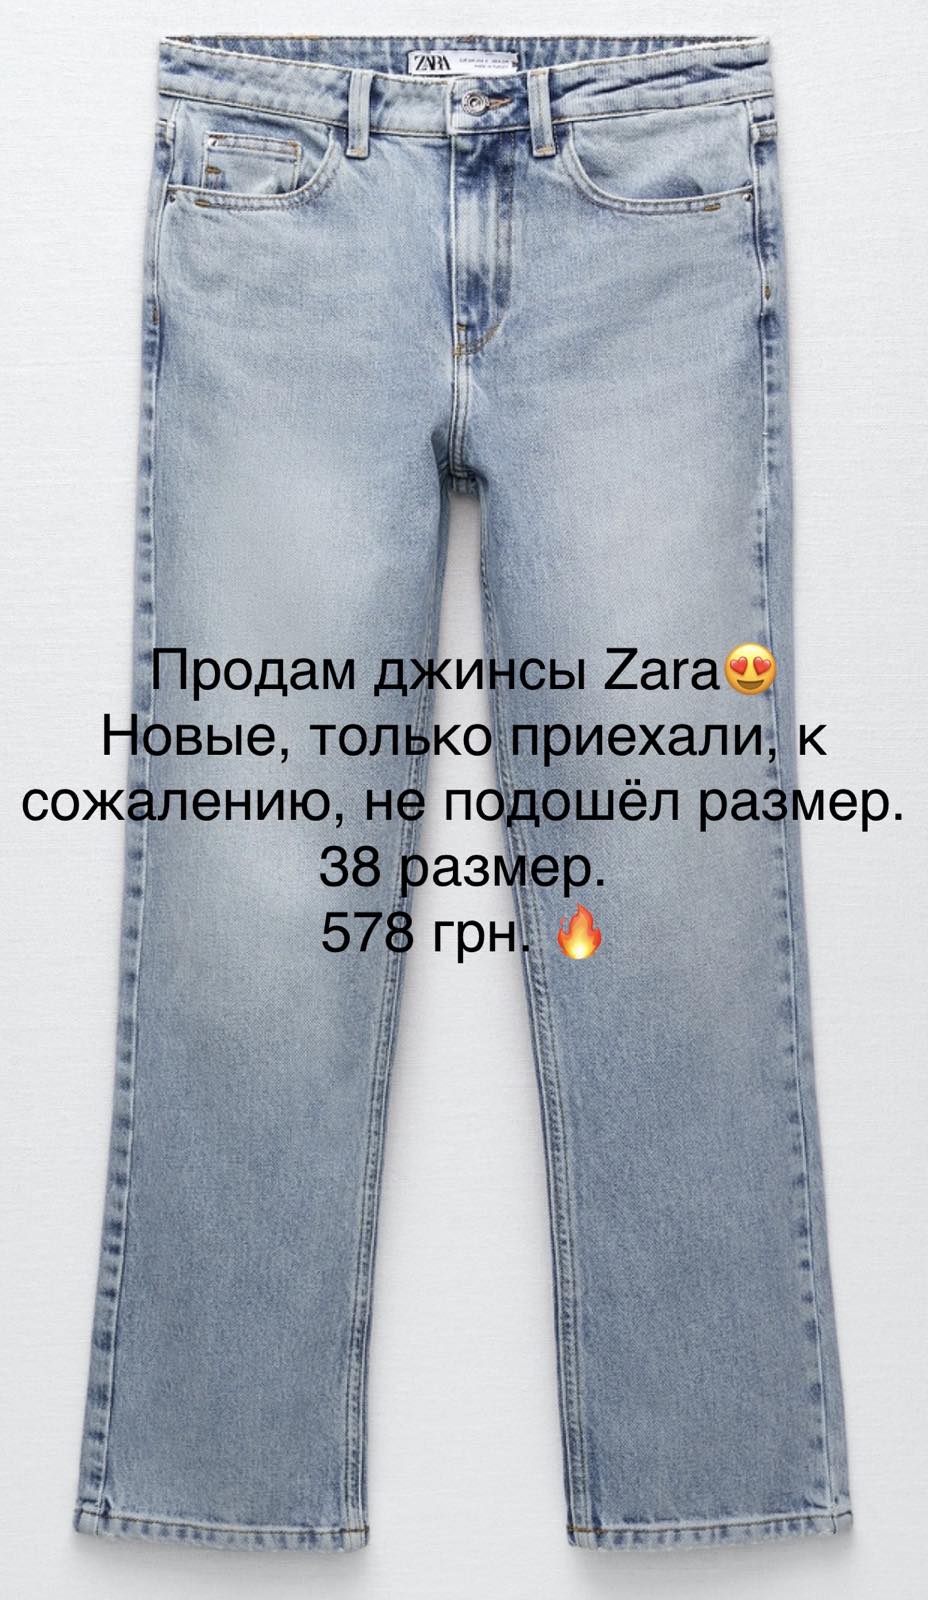 ZARA
Продам джинсы Zara😍
Новые, только приехали, к
сожалению, не подошёл размер.
38 размер.
578 грн. 🔥